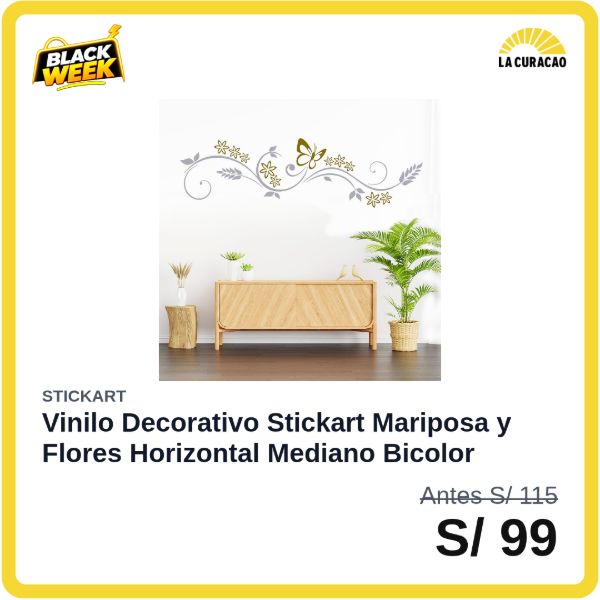 BLACK
WEEK
LA CURACAO
STICKART
Vinilo Decorativo Stickart Mariposa y
Flores Horizontal Mediano Bicolor
Antes S/ 115
S/ 99